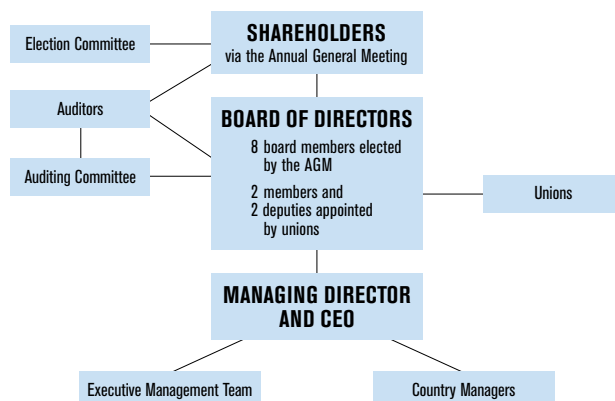 SHAREHOLDERS
via the Annual General Meeting
Election Committee
Auditors
Auditing Committee
BOARD OF DIRECTORS
8 board members elected
by the AGM
2 members and
2 deputies appointed
by unions
Unions
MANAGING DIRECTOR
AND CEO
Executive Management Team
Country Managers